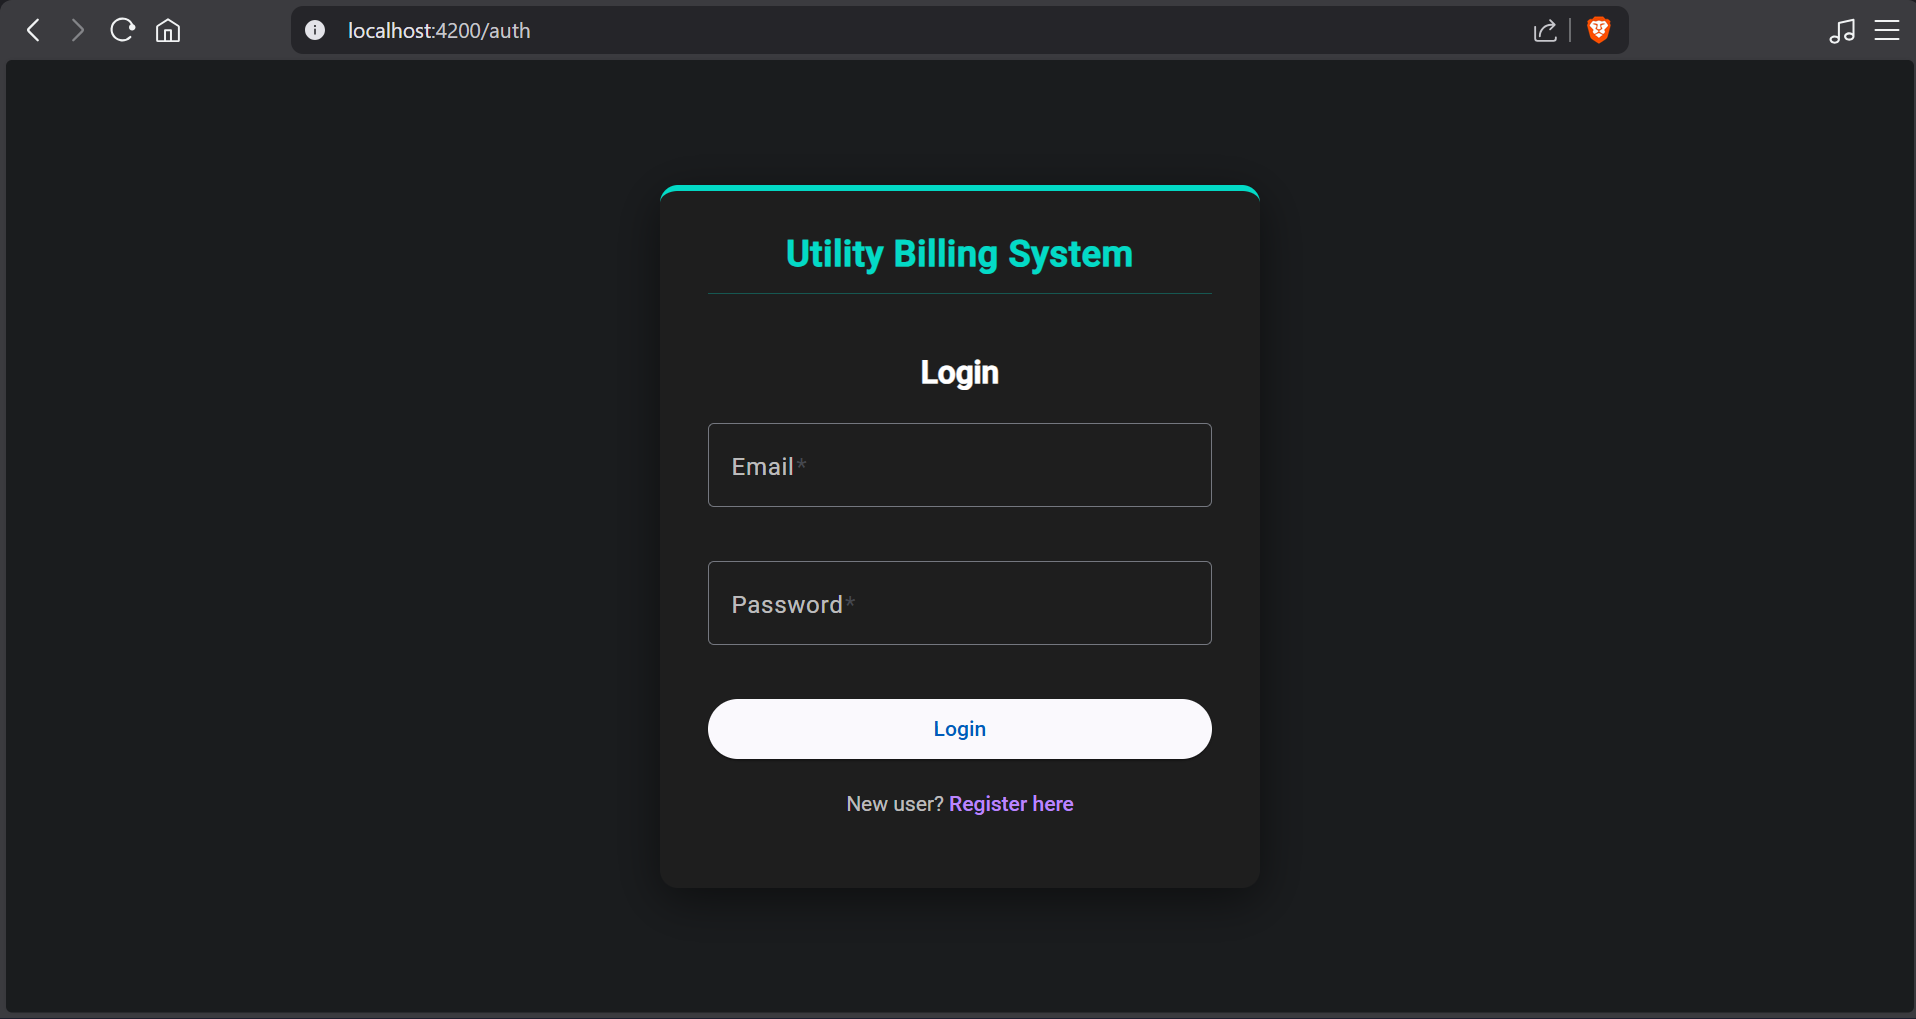 localhost:4200/auth
Utility Billing System
Login
Email*
Password*
Login
New user? Register here